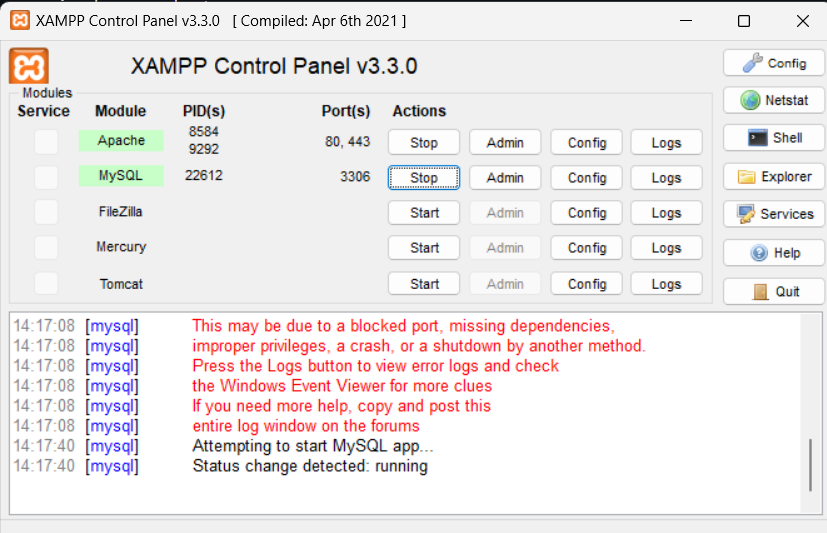 XAMPP Control Panel v3.3.0 [ Compiled: Apr 6th 2021 ]
XAMPP Control Panel v3.3.0
Config
Netstat
Shell
Explorer
Services
Help
Quit
Modules
Service Module PID(s) Port(s) Actions
Apache 8584 9292 80, 443 Stop Admin Config Logs
MySQL 22612 3306 Stop Admin Config Logs
FileZilla Start Admin Config Logs
Mercury Start Admin Config Logs
Tomcat Start Admin Config Logs
14:17:08 [mysql] This may be due to a blocked port, missing dependencies,
14:17:08 [mysql] improper privileges, a crash, or a shutdown by another method.
14:17:08 [mysql] Press the Logs button to view error logs and check
14:17:08 [mysql] the Windows Event Viewer for more clues
14:17:08 [mysql] If you need more help, copy and post this
14:17:08 [mysql] entire log window on the forums
14:17:40 [mysql] Attempting to start MySQL app...
14:17:40 [mysql] Status change detected: running